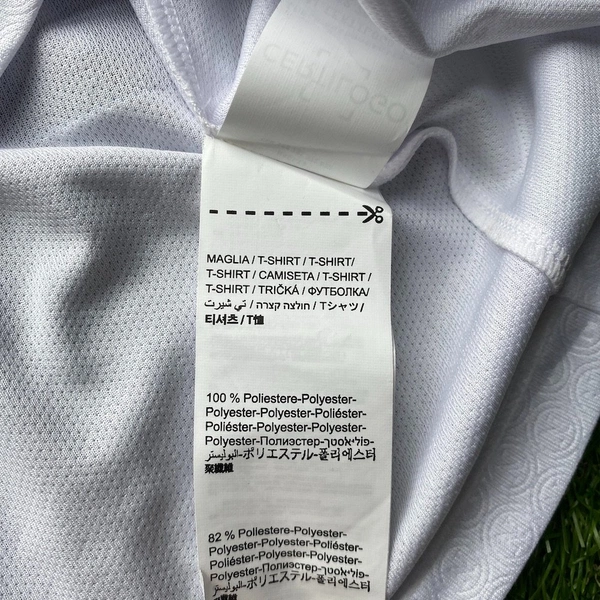 CERTILOGO
MAGLIA / T-SHIRT / T-SHIRT/
T-SHIRT / CAMISETA / T-SHIRT /
T-SHIRT / TRIČKÁ / ФУТБОЛКА/
تي شيرت / חולצה קצרה / Tシャツ /
티셔츠 / T恤
100 % Poliestere-Polyester-
Polyester-Polyester-Poliéster-
Poliéster-Polyester-Polyester-
Polyester-Полиэстер-פוליאסטר-
البوليستر-ポリエステル-폴리에스터
聚酯纖維
82 % Poliestere-Polyester-
Polyester-Polyester-Poliéster-
Poliéster-Polyester-Polyester-
Polyester-Полиэстер-פוליאסטר-
البوليستر-ポリエステル-폴리에스터